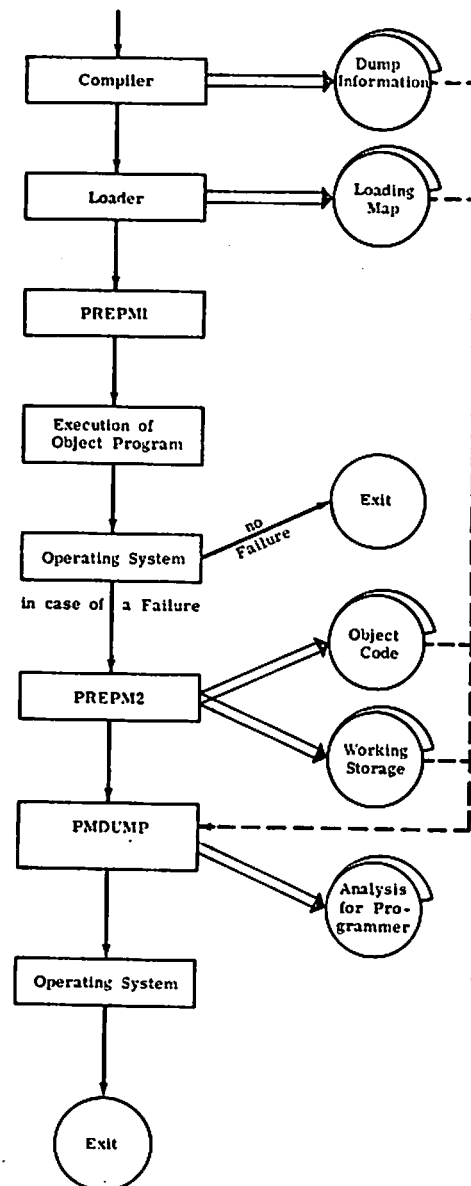 Compiler
Dump
Information
Loader
Loading
Map
PREPM1
Execution of
Object Program
Exit
no
Failure
Operating System
in case of a Failure
Object
Code
PREPM2
Working
Storage
PMDUMP
Analysis
for Pro-
grammer
Operating System
Exit